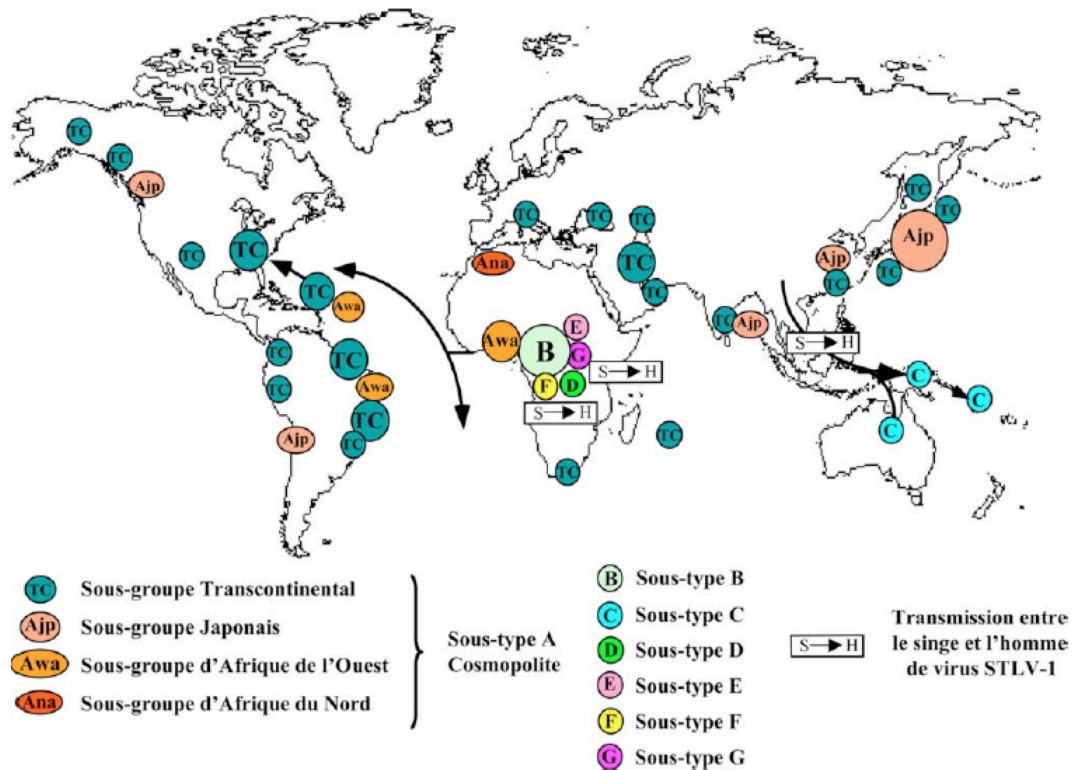 TC
TC
Ajp
TC
TC
TC
Awa
TC
TC
TC
Awa
TC
TC
Ajp
TC
TC
TC
TC
TC
Ana
Awa
B
E
G
F
D
S → H
S → H
TC
TC
TC
Ajp
TC
TC
Ajp
Ajp
TC
TC
S → H
C
C
C
TC Sous-groupe Transcontinental
Ajp Sous-groupe Japonais
Awa Sous-groupe d'Afrique de l'Ouest
Ana Sous-groupe d'Afrique du Nord
Sous-type A
Cosmopolite
B Sous-type B
C Sous-type C
D Sous-type D
E Sous-type E
F Sous-type F
G Sous-type G
S → H
Transmission entre
le singe et l'homme
de virus STLV-1